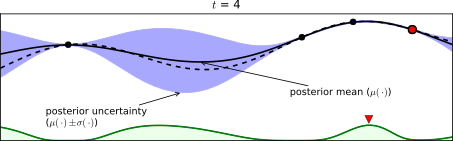 t = 4
posterior mean (μ(·))
posterior uncertainty
(μ(·) ±σ(·))